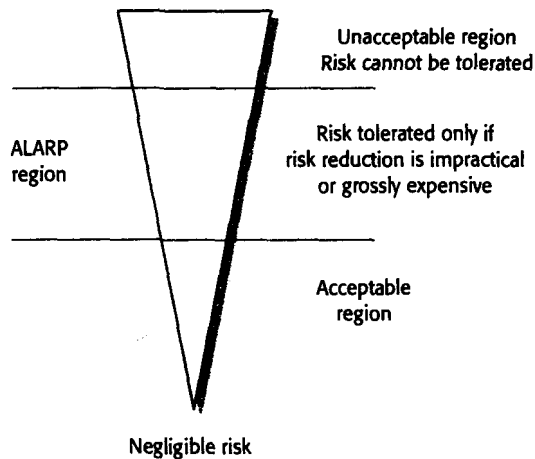 Unacceptable region
Risk cannot be tolerated
ALARP
region
Risk tolerated only if
risk reduction is impractical
or grossly expensive
Acceptable
region
Negligible risk